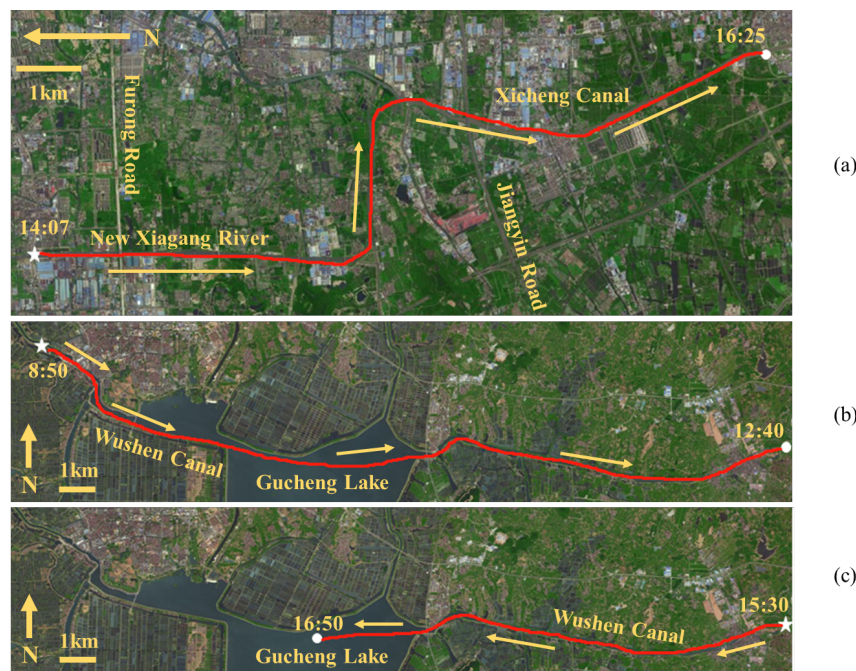 N
16:25
1km
Furong Road
Xicheng Canal
(a)
Jiangyin Road
14:07
New Xiagang River
8:50
Wushen Canal
12:40
(b)
N
1km
Gucheng Lake
15:30
(c)
16:50
Wushen Canal
N
1km
Gucheng Lake